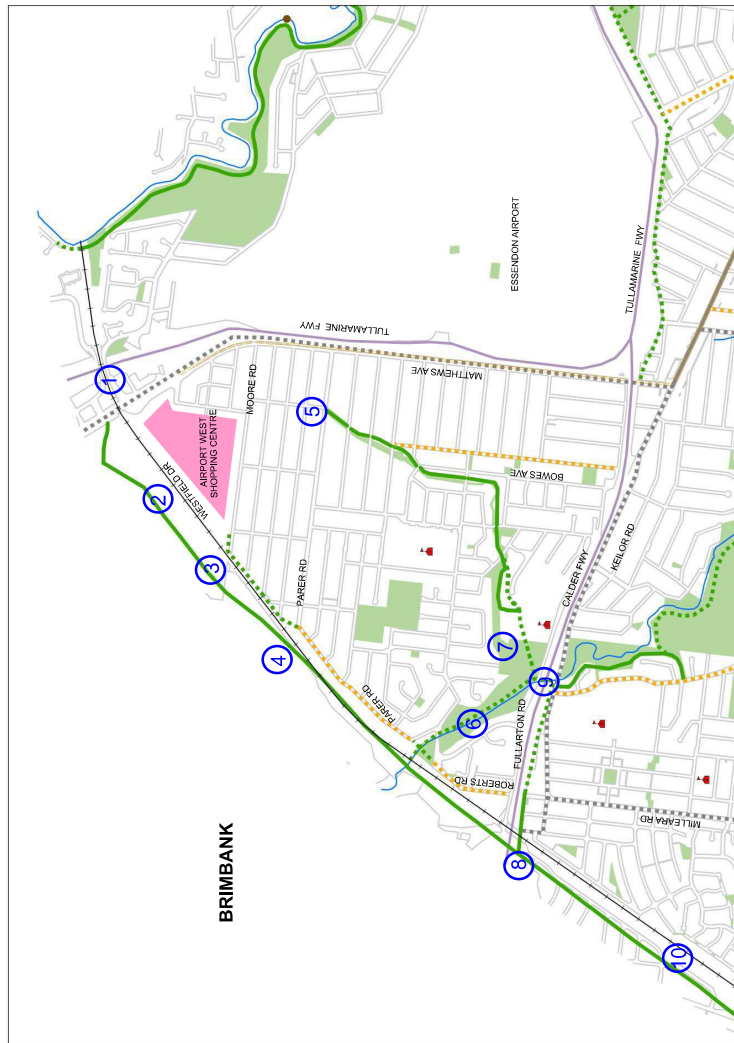 1
TULLAMARINE FWY
2
WESTFIELD DR
AIRPORT WEST
SHOPPING CENTRE
MOORE RD
5
3
PARER RD
4
ESSENDON AIRPORT
MATTHEWS AVE
TULLAMARINE FWY
BOWES AVE
CALDER FWY
KEILOR RD
7
6
9
PARER RD
FULLARTON RD
ROBERTS RD
8
MILLEARA RD
BRIMBANK
10